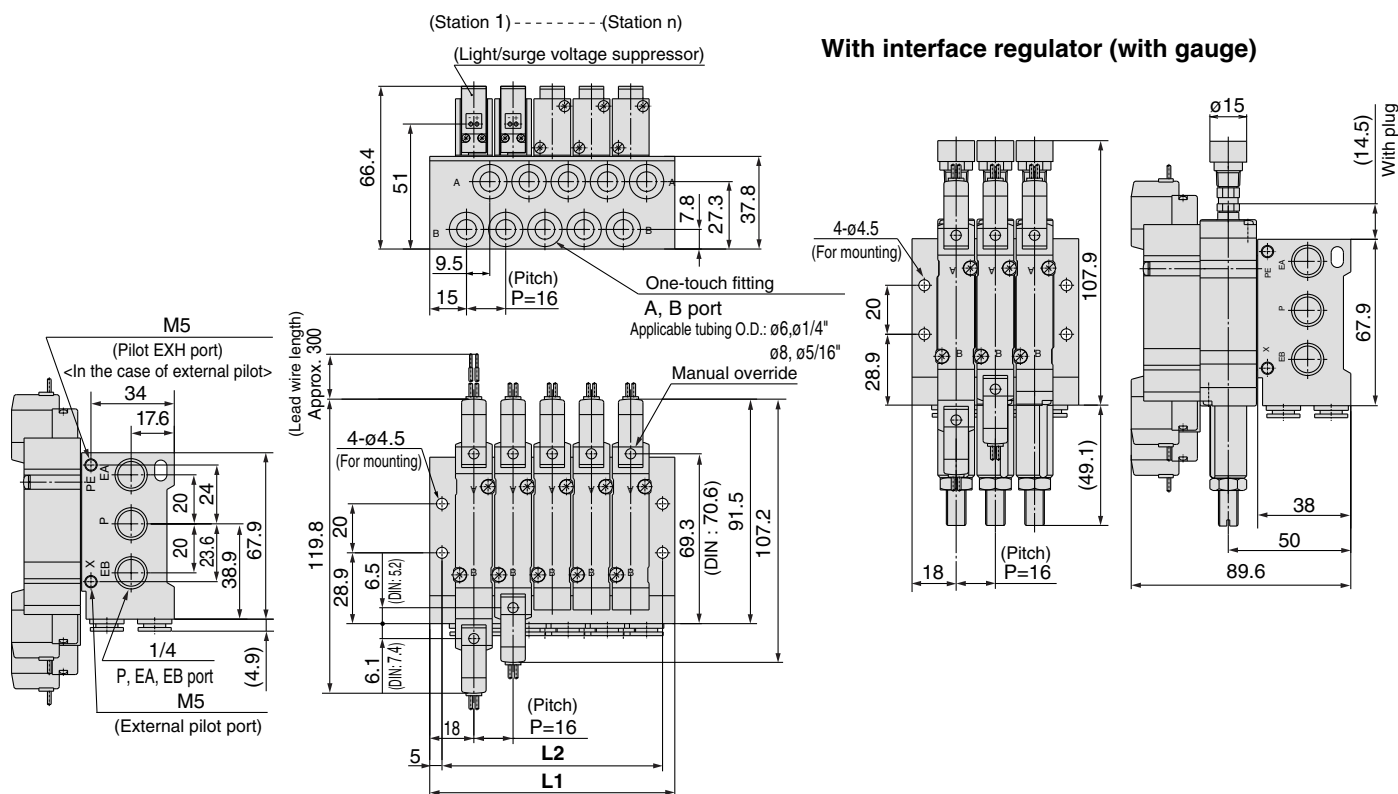 (Station 1) - - - - - - - - - (Station n)
(Light/surge voltage suppressor)
66.4
51
A
A
B
B
7.8
27.3
37.8
9.5
15
(Pitch)
P=16
One-touch fitting
A, B port
Applicable tubing O.D.: ø6,ø1/4"
ø8, ø5/16"
With interface regulator (with gauge)
ø15
(14.5)
With plug
4-ø4.5
(For mounting)
20
28.9
A
A
A
B
B
B
107.9
(49.1)
18
(Pitch)
P=16
PE
EA
P
X
EB
67.9
38
50
89.6
M5
(Pilot EXH port)
<In the case of external pilot>
34
17.6
PE
EA
P
X
EB
20
24
20
23.6
38.9
67.9
(4.9)
1/4
P, EA, EB port
M5
(External pilot port)
(Lead wire length)
Approx. 300
Manual override
4-ø4.5
(For mounting)
119.8
20
28.9
6.5
(DIN: 5.2)
6.1
(DIN: 7.4)
A
A
A
A
A
B
B
B
B
B
69.3
(DIN : 70.6)
91.5
107.2
18
(Pitch)
P=16
5
L2
L1